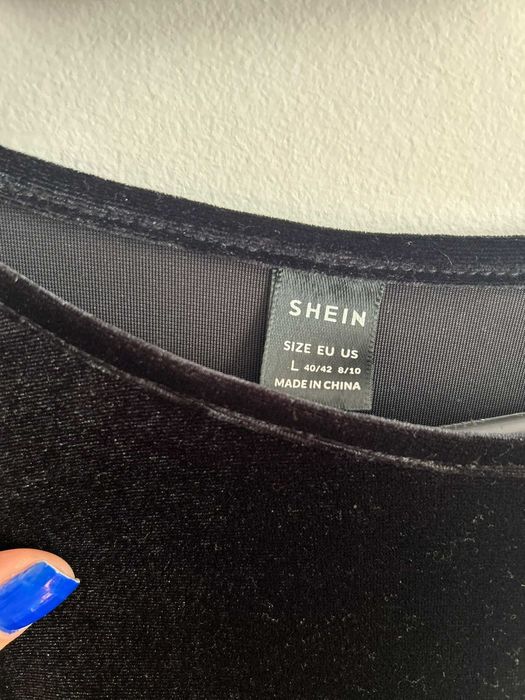 SHEIN
SIZE EU US
L 40/42 8/10
MADE IN CHINA